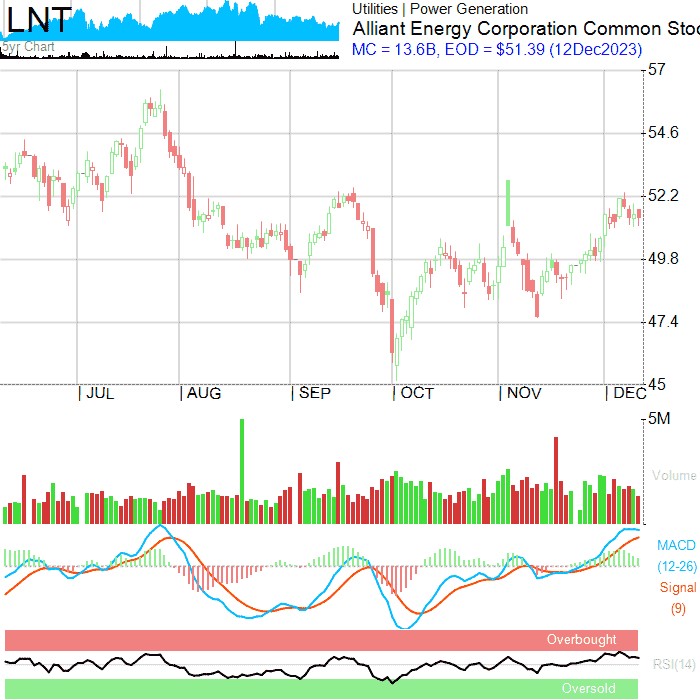 LNT
5yr Chart
Utilities | Power Generation
Alliant Energy Corporation Common Stoc
MC = 13.6B, EOD = $51.39 (12Dec2023)
57
54.6
52.2
49.8
47.4
45
| JUL | AUG | SEP | OCT | NOV | DEC
5M
Volume
MACD
(12-26)
Signal
(9)
Overbought
RSI(14)
Oversold